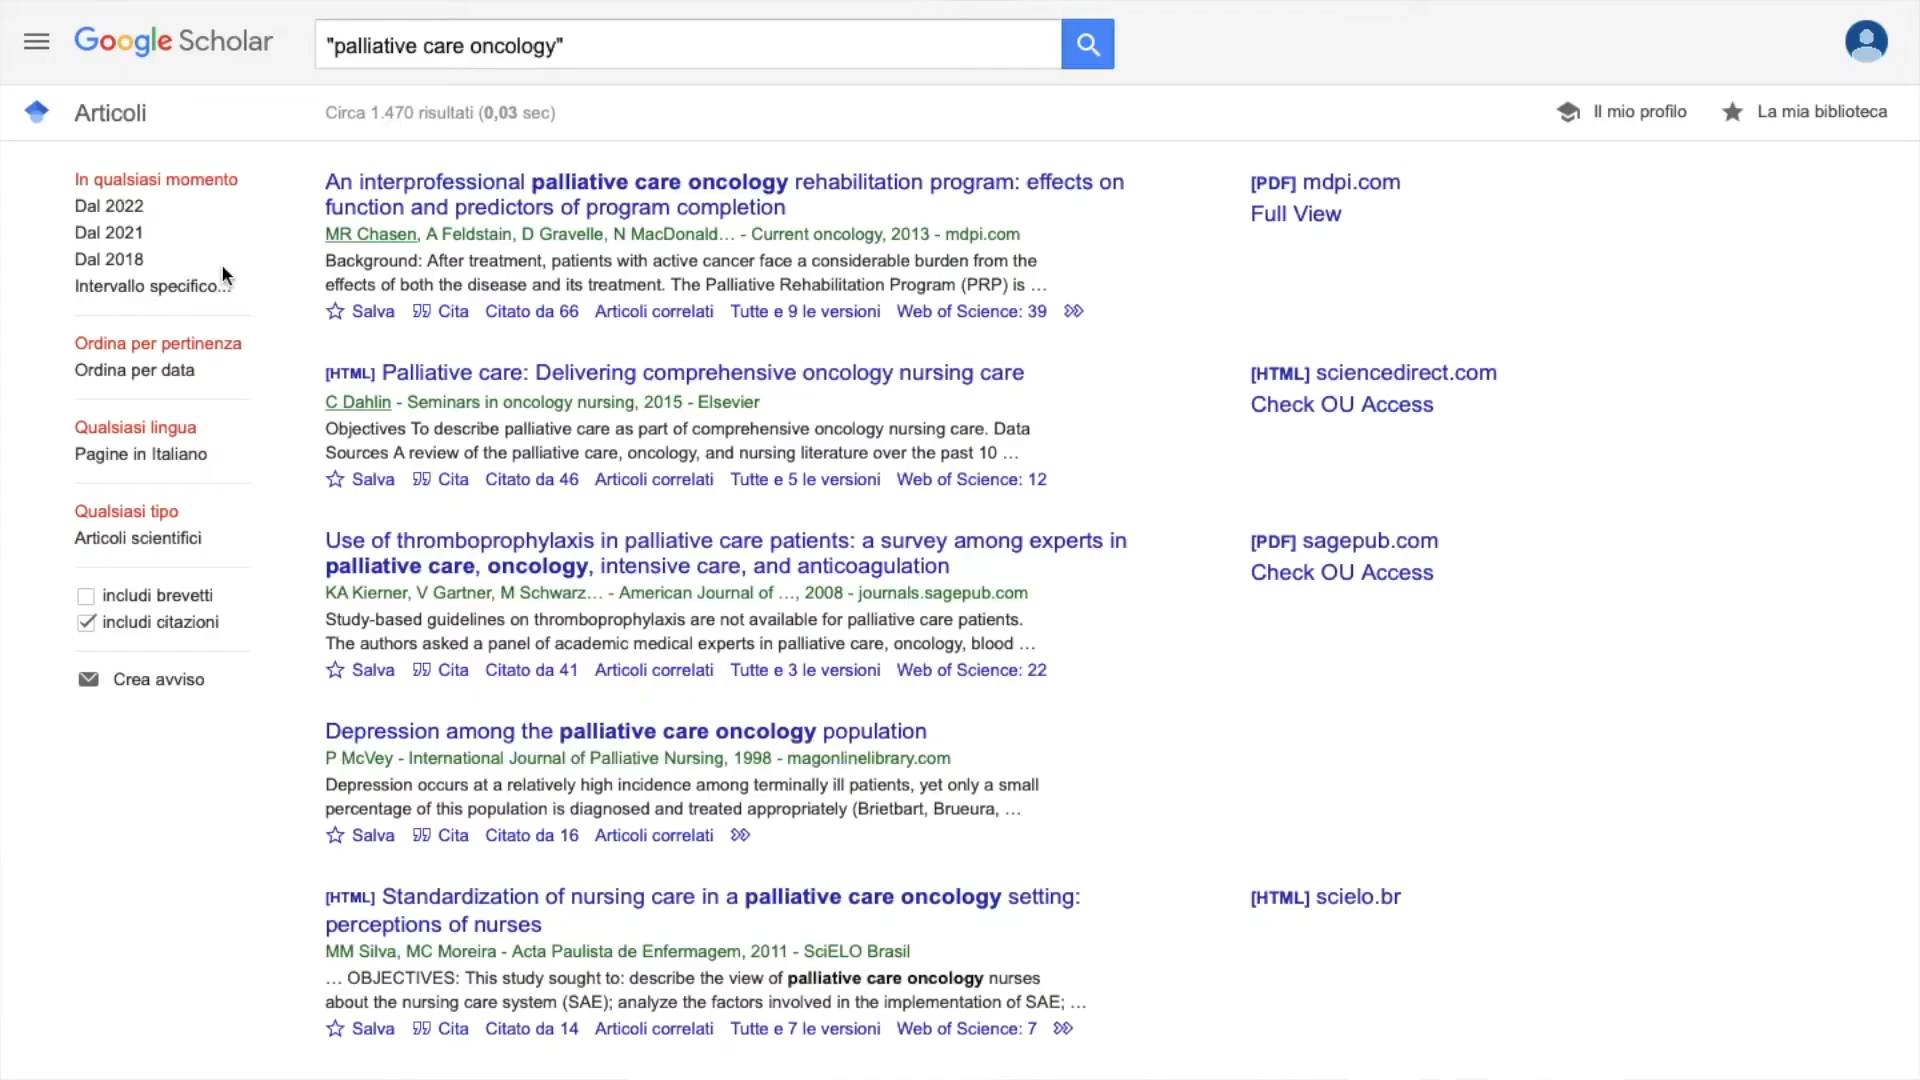 Google Scholar
"palliative care oncology"
Articoli
Circa 1.470 risultati (0,03 sec)
Il mio profilo
La mia biblioteca
In qualsiasi momento
Dal 2022
Dal 2021
Dal 2018
Intervallo specifico...
Ordina per pertinenza
Ordina per data
Qualsiasi lingua
Pagine in Italiano
Qualsiasi tipo
Articoli scientifici
includi brevetti
includi citazioni
Crea avviso
An interprofessional palliative care oncology rehabilitation program: effects on
function and predictors of program completion
MR Chasen, A Feldstein, D Gravelle, N MacDonald… - Current oncology, 2013 - mdpi.com
Background: After treatment, patients with active cancer face a considerable burden from the
effects of both the disease and its treatment. The Palliative Rehabilitation Program (PRP) is …
Salva Cita Citato da 66 Articoli correlati Tutte e 9 le versioni Web of Science: 39
[PDF] mdpi.com
Full View
[HTML] Palliative care: Delivering comprehensive oncology nursing care
C Dahlin - Seminars in oncology nursing, 2015 - Elsevier
Objectives To describe palliative care as part of comprehensive oncology nursing care. Data
Sources A review of the palliative care, oncology, and nursing literature over the past 10 …
Salva Cita Citato da 46 Articoli correlati Tutte e 5 le versioni Web of Science: 12
[HTML] sciencedirect.com
Check OU Access
Use of thromboprophylaxis in palliative care patients: a survey among experts in
palliative care, oncology, intensive care, and anticoagulation
KA Kierner, V Gartner, M Schwarz… - American Journal of …, 2008 - journals.sagepub.com
Study-based guidelines on thromboprophylaxis are not available for palliative care patients.
The authors asked a panel of academic medical experts in palliative care, oncology, blood …
Salva Cita Citato da 41 Articoli correlati Tutte e 3 le versioni Web of Science: 22
[PDF] sagepub.com
Check OU Access
Depression among the palliative care oncology population
P McVey - International Journal of Palliative Nursing, 1998 - magonlinelibrary.com
Depression occurs at a relatively high incidence among terminally ill patients, yet only a small
percentage of this population is diagnosed and treated appropriately (Brietbart, Brueura, …
Salva Cita Citato da 16 Articoli correlati
[HTML] Standardization of nursing care in a palliative care oncology setting:
perceptions of nurses
MM Silva, MC Moreira - Acta Paulista de Enfermagem, 2011 - SciELO Brasil
… OBJECTIVES: This study sought to: describe the view of palliative care oncology nurses
about the nursing care system (SAE); analyze the factors involved in the implementation of SAE; …
Salva Cita Citato da 14 Articoli correlati Tutte e 7 le versioni Web of Science: 7
[HTML] scielo.br